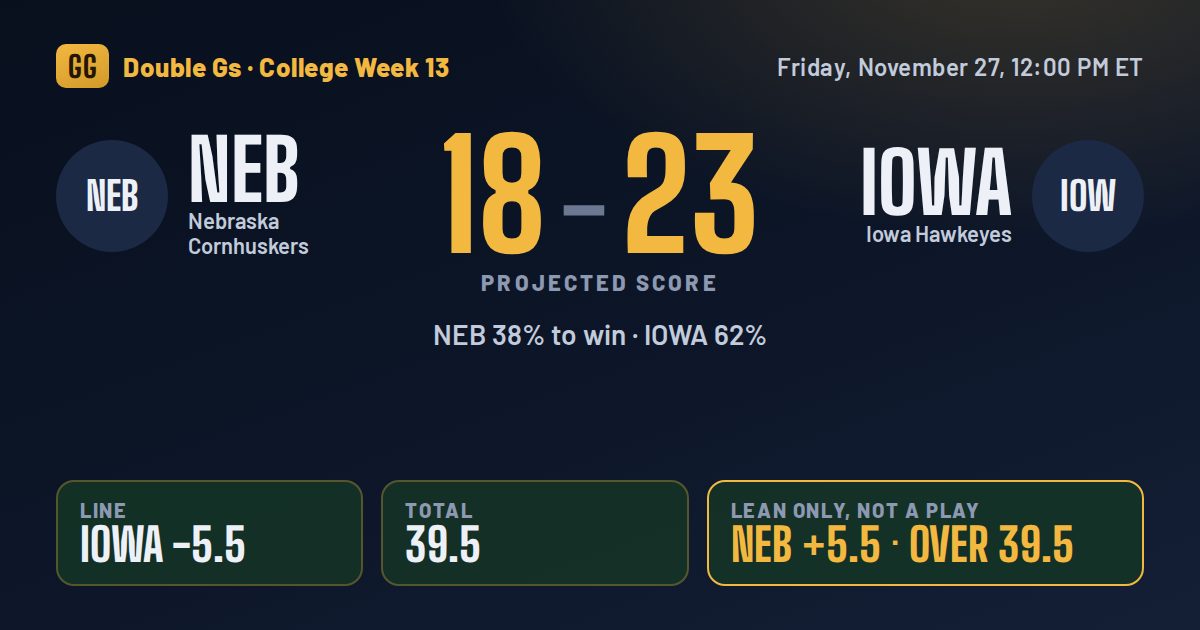 GG
Double Gs · College Week 13
Friday, November 27, 12:00 PM ET
NEB
NEB
Nebraska
Cornhuskers
18 – 23
PROJECTED SCORE
NEB 38% to win · IOWA 62%
IOWA
Iowa Hawkeyes
IOW
LINE
IOWA −5.5
TOTAL
39.5
LEAN ONLY, NOT A PLAY
NEB +5.5 · OVER 39.5